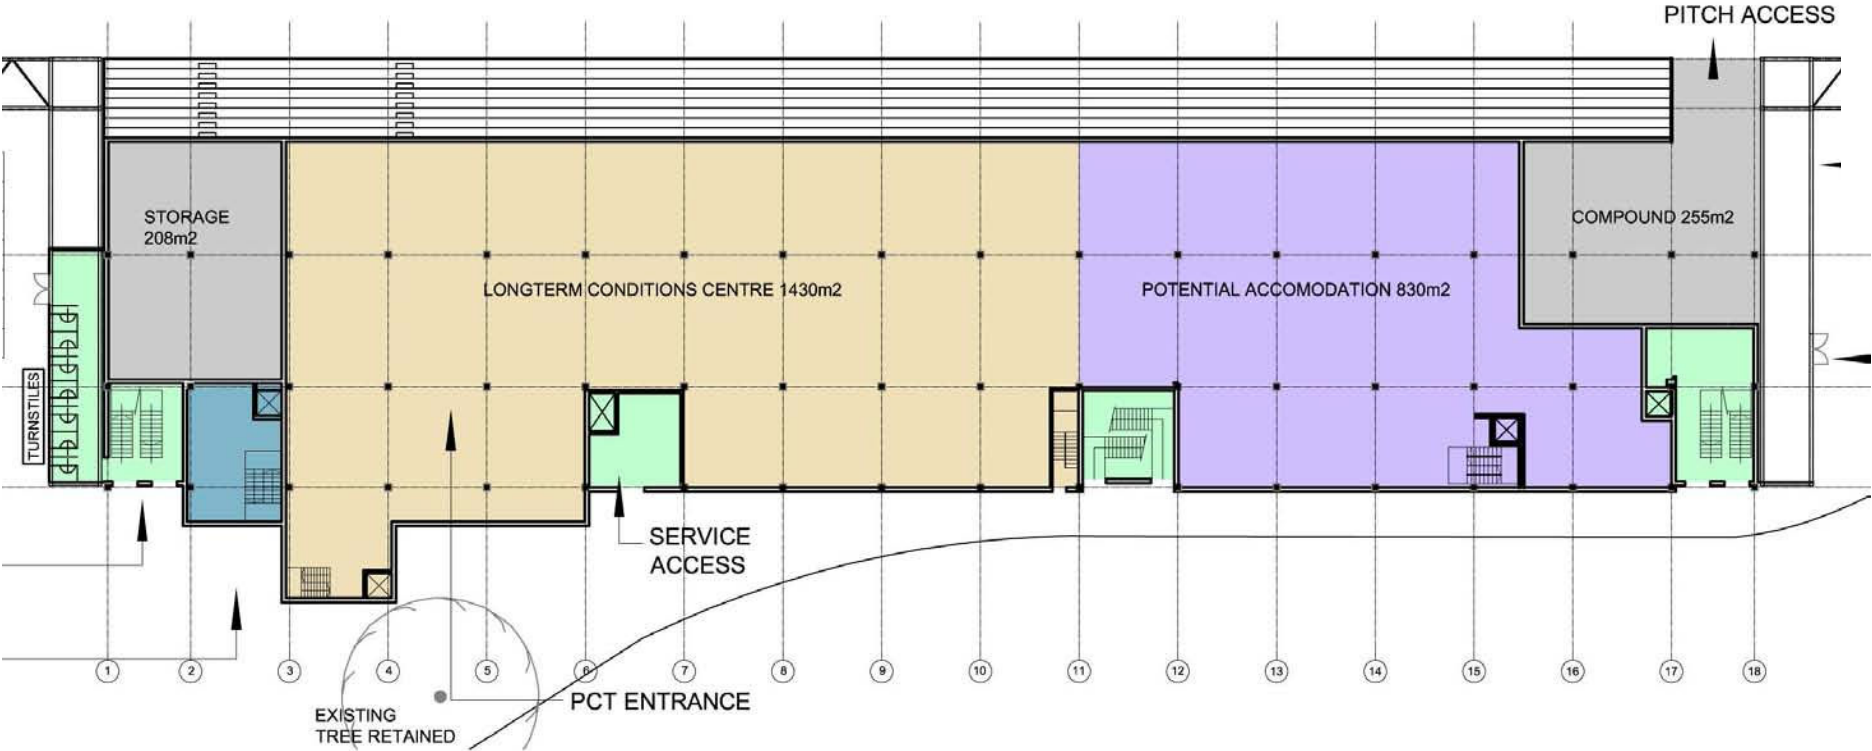 PITCH ACCESS
STORAGE
208m2
COMPOUND 255m2
LONGTERM CONDITIONS CENTRE 1430m2
POTENTIAL ACCOMODATION 830m2
TURNSTILES
SERVICE
ACCESS
1 2 3 4 5 6 7 8 9 10 11 12 13 14 15 16 17 18
PCT ENTRANCE
EXISTING
TREE RETAINED